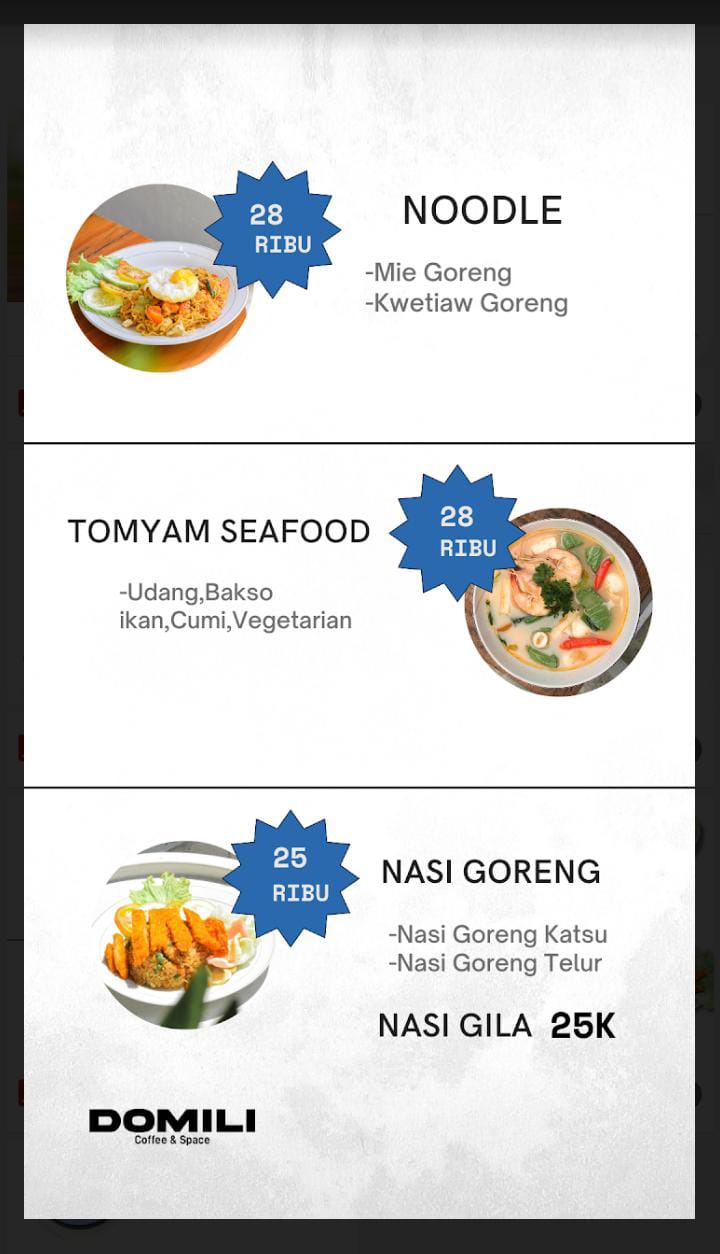 28
RIBU
NOODLE
-Mie Goreng
-Kwetiaw Goreng
TOMYAM SEAFOOD
-Udang,Bakso
ikan,Cumi,Vegetarian
28
RIBU
25
RIBU
NASI GORENG
-Nasi Goreng Katsu
-Nasi Goreng Telur
NASI GILA 25K
DOMILI
Coffee & Space